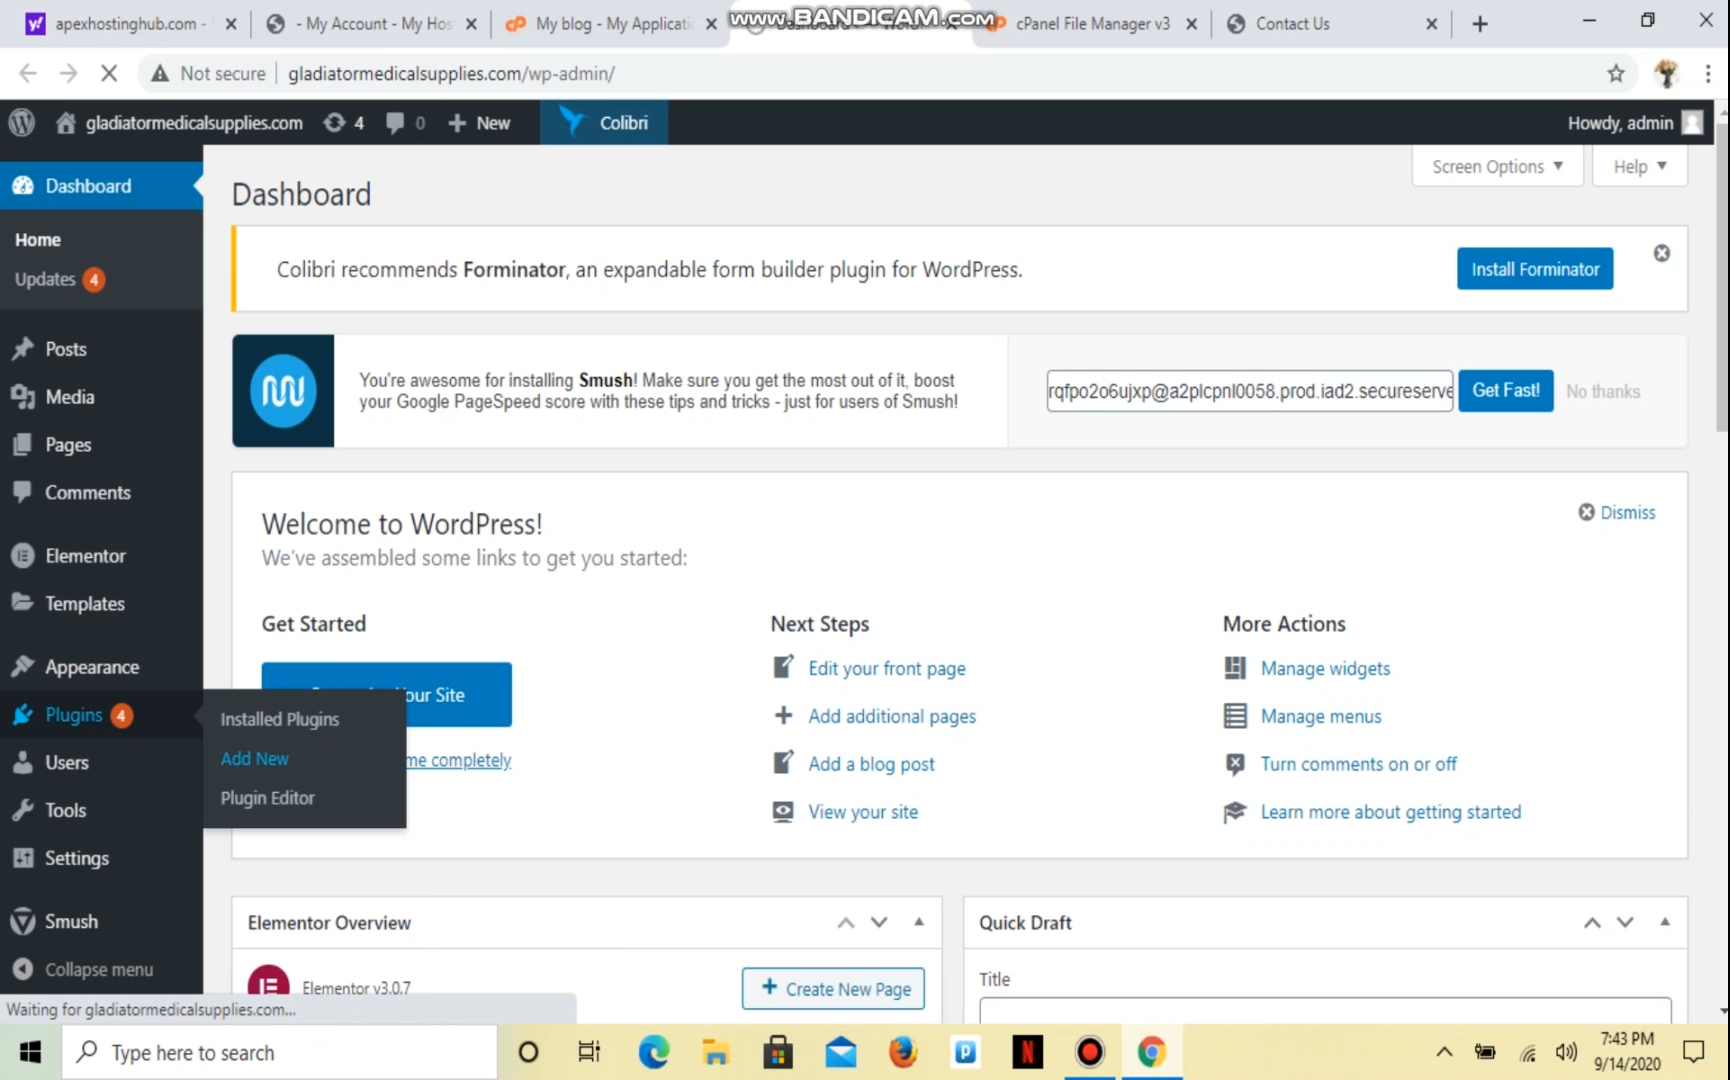 apexhostinghub.com -
- My Account - My Hos
My blog - My Applicati
WWW.BANDICAM.COM
cPanel File Manager v3
Contact Us
Not secure
gladiatormedicalsupplies.com/wp-admin/
gladiatormedicalsupplies.com
4
0
New
Colibri
Howdy, admin
Dashboard
Home
Updates 4
Posts
Media
Pages
Comments
Elementor
Templates
Appearance
Plugins 4
Users
Tools
Settings
Smush
Collapse menu
Installed Plugins
Add New
Plugin Editor
Screen Options
Help
Dashboard
Colibri recommends Forminator, an expandable form builder plugin for WordPress.
Install Forminator
You're awesome for installing Smush! Make sure you get the most out of it, boost
your Google PageSpeed score with these tips and tricks - just for users of Smush!
rqfpo2o6ujxp@a2plcpnl0058.prod.iad2.secureserve
Get Fast!
No thanks
Welcome to WordPress!
We've assembled some links to get you started:
Dismiss
Get Started
our Site
me completely
Next Steps
Edit your front page
Add additional pages
Add a blog post
View your site
More Actions
Manage widgets
Manage menus
Turn comments on or off
Learn more about getting started
Elementor Overview
Elementor v3.0.7
Create New Page
Quick Draft
Title
Waiting for gladiatormedicalsupplies.com...
Type here to search
7:43 PM
9/14/2020